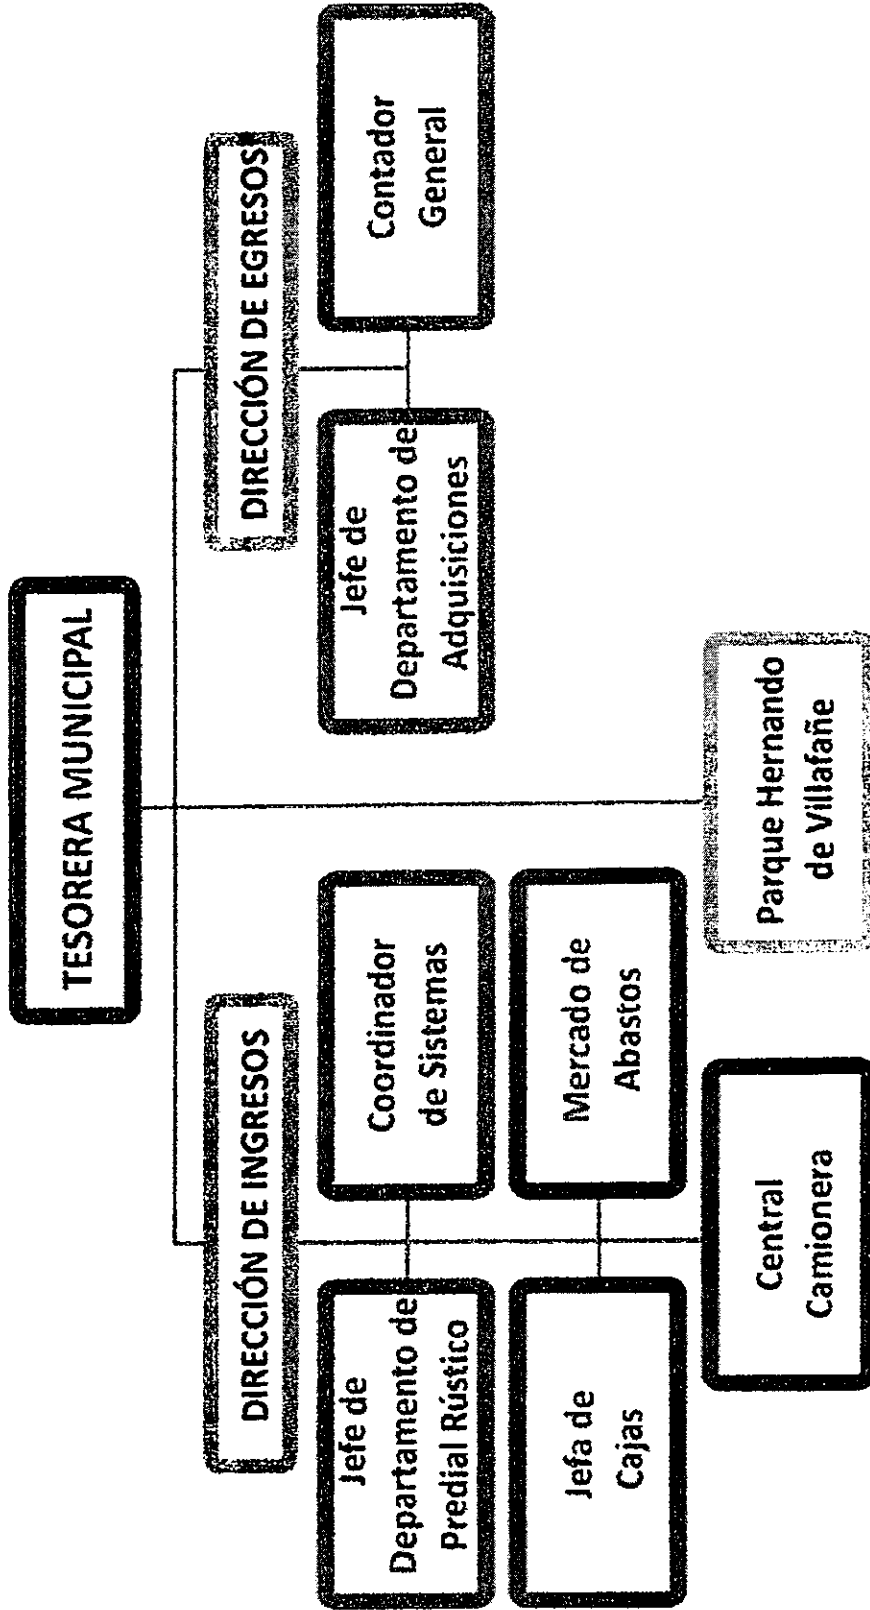 TESORERA MUNICIPAL
DIRECCIÓN DE INGRESOS
DIRECCIÓN DE EGRESOS
Jefe de
Departamento de
Predial Rústico
Coordinador
de Sistemas
Jefe de
Departamento de
Adquisiciones
Contador
General
Jefa de
Cajas
Mercado de
Abastos
Central
Camionera
Parque Hernando
de Villafañe